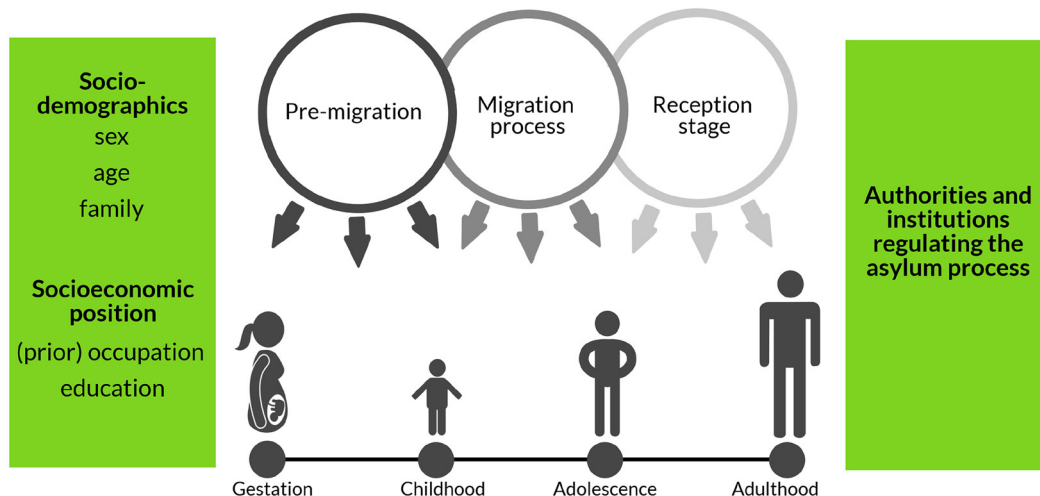 Socio-
demographics
sex
age
family
Socioeconomic
position
(prior) occupation
education
Pre-migration
Migration
process
Reception
stage
Gestation
Childhood
Adolescence
Adulthood
Authorities and
institutions
regulating the
asylum process